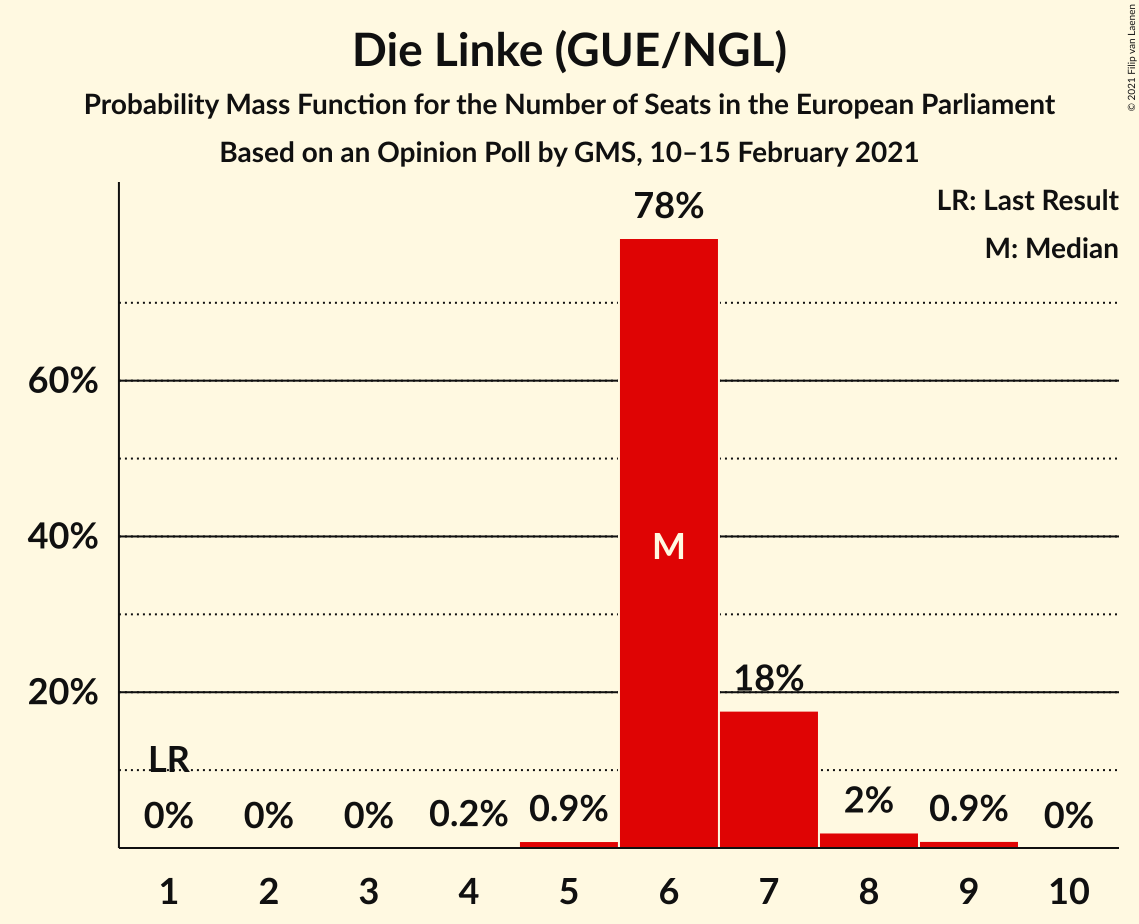 Die Linke (GUE/NGL)
Probability Mass Function for the Number of Seats in the European Parliament
Based on an Opinion Poll by GMS, 10–15 February 2021
© 2021 Filip van Laenen
LR: Last Result
M: Median
78%
60%
40%
M
20%
18%
LR
0%
0%
0%
0.2%
0.9%
2%
0.9%
0%
1 2 3 4 5 6 7 8 9 10